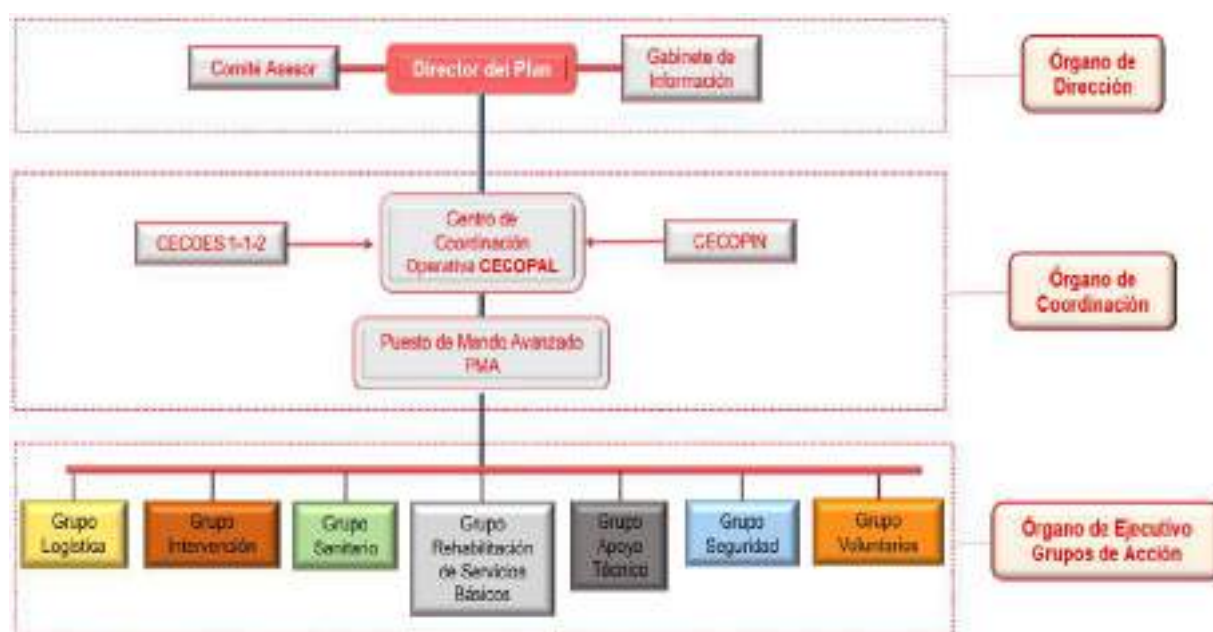 Comité Asesor
Director del Plan
Gabinete de
Información
Órgano de
Dirección
CECOES 1-1-2
Centro de
Coordinación
Operativa CECOPAL
CECOPIN
Órgano de
Coordinación
Puesto de Mando Avanzado
PMA
Grupo
Logística
Grupo
Intervención
Grupo
Sanitario
Grupo
Rehabilitación
de Servicios
Básicos
Grupo
Apoyo
Técnico
Grupo
Seguridad
Grupo
Voluntarios
Órgano de Ejecutivo
Grupos de Acción